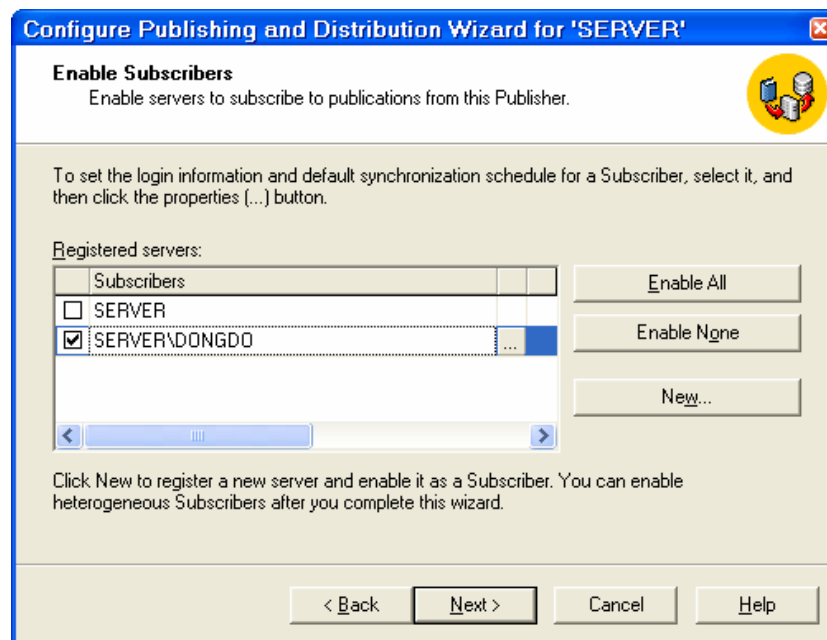 Configure Publishing and Distribution Wizard for 'SERVER'
Enable Subscribers
Enable servers to subscribe to publications from this Publisher.
To set the login information and default synchronization schedule for a Subscriber, select it, and
then click the properties (...) button.
Registered servers:
Subscribers
SERVER
SERVER\DONGDO
...
Enable All
Enable None
New...
Click New to register a new server and enable it as a Subscriber. You can enable
heterogeneous Subscribers after you complete this wizard.
< Back
Next >
Cancel
Help